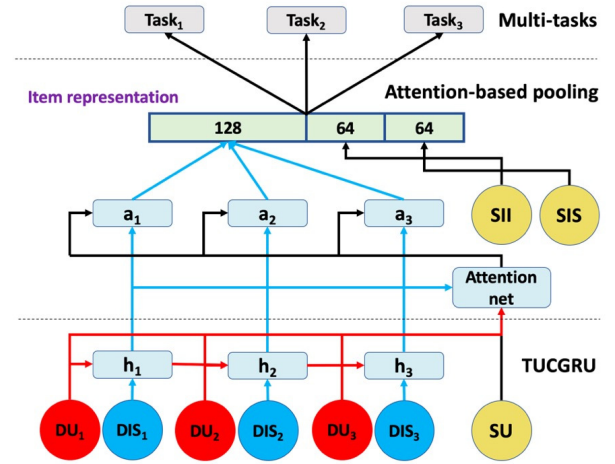 Task₁ Task₂ Task₃ Multi-tasks
Item representation Attention-based pooling
128 64 64
a₁ a₂ a₃ SII SIS
Attention
net
h₁ h₂ h₃ TUCGRU
DU₁ DIS₁ DU₂ DIS₂ DU₃ DIS₃ SU